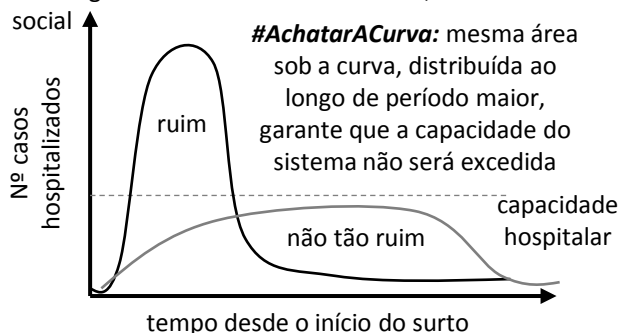 social
#AchatarACurva: mesma área
sob a curva, distribuída ao
longo de período maior,
garante que a capacidade do
sistema não será excedida
ruim
Nº casos
hospitalizados
não tão ruim
capacidade
hospitalar
tempo desde o início do surto